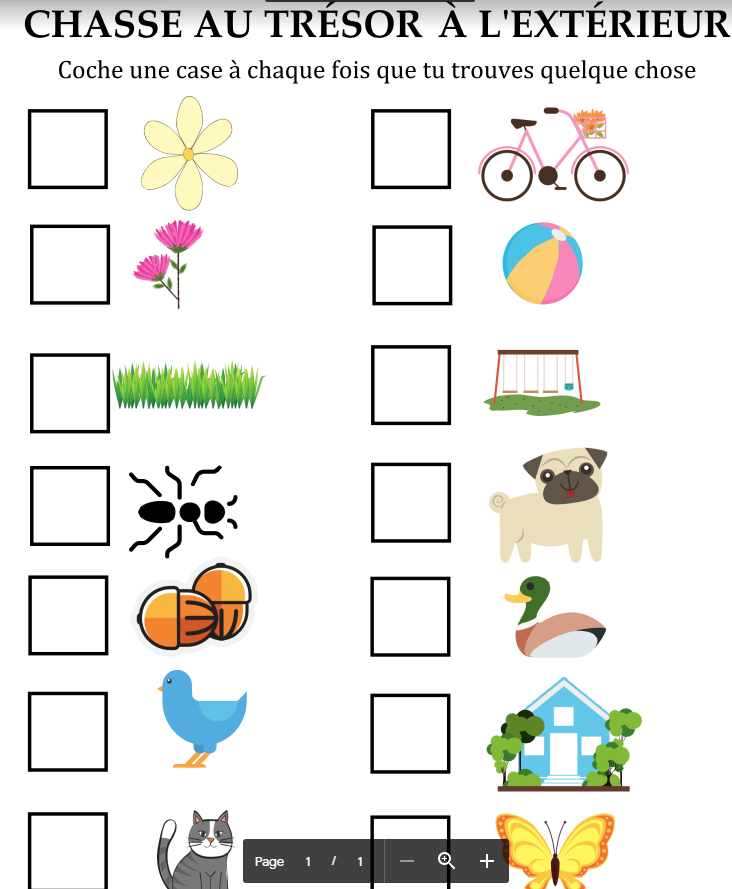 CHASSE AU TRÉSOR À L'EXTÉRIEUR
Coche une case à chaque fois que tu trouves quelque chose
Page 1 / 1